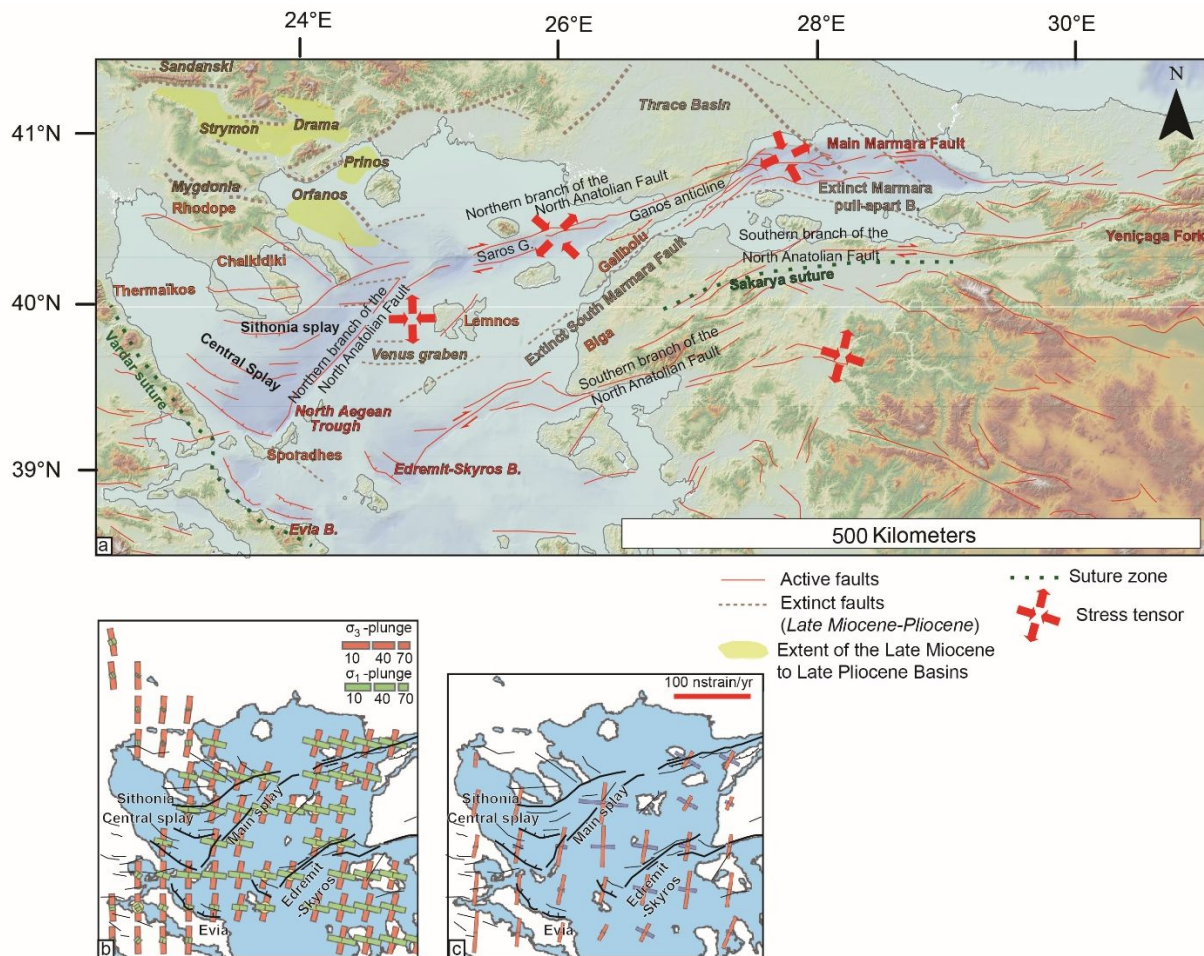 24°E
26°E
28°E
30°E
N
41°N
40°N
39°N
Sandanski
Strymon
Drama
Prinos
Mygdonia
Rhodope
Orfanos
Chalkidiki
Thermaïkos
Sithonia splay
Central Splay
Vardar suture
Thrace Basin
Main Marmara Fault
Northern branch of the
North Anatolian Fault
Ganos anticline
Extinct Marmara
pull-apart B.
Saros G.
Gelibolu
Southern branch of the
North Anatolian Fault
Yeniçaga Fork
Sakarya suture
Extinct South Marmara Fault
Lemnos
Biga
Venus graben
Northern branch of the
North Anatolian Fault
Southern branch of the
North Anatolian Fault
North Aegean
Trough
Sporadhes
Edremit-Skyros B.
Evia B.
a
500 Kilometers
Active faults
Extinct faults
(Late Miocene-Pliocene)
Extent of the Late Miocene
to Late Pliocene Basins
Suture zone
Stress tensor
σ3 -plunge
10 40 70
σ1 -plunge
10 40 70
Sithonia
Central splay
Main splay
Edremit
-Skyros
Evia
b
100 nstrain/yr
Sithonia
Central splay
Main splay
Edremit
-Skyros
Evia
c